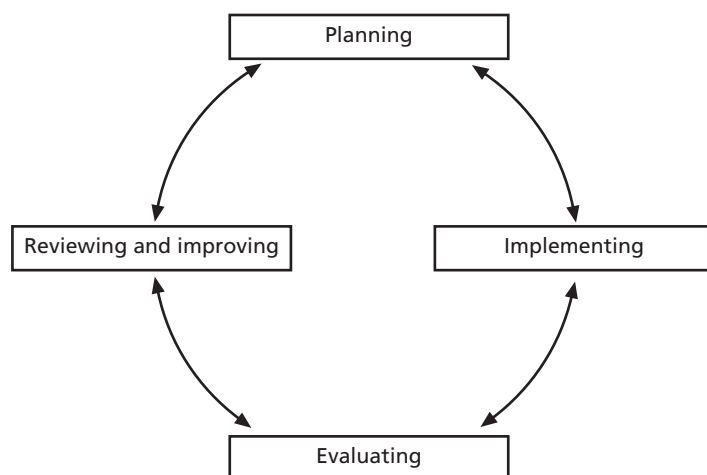 Planning
Reviewing and improving
Implementing
Evaluating